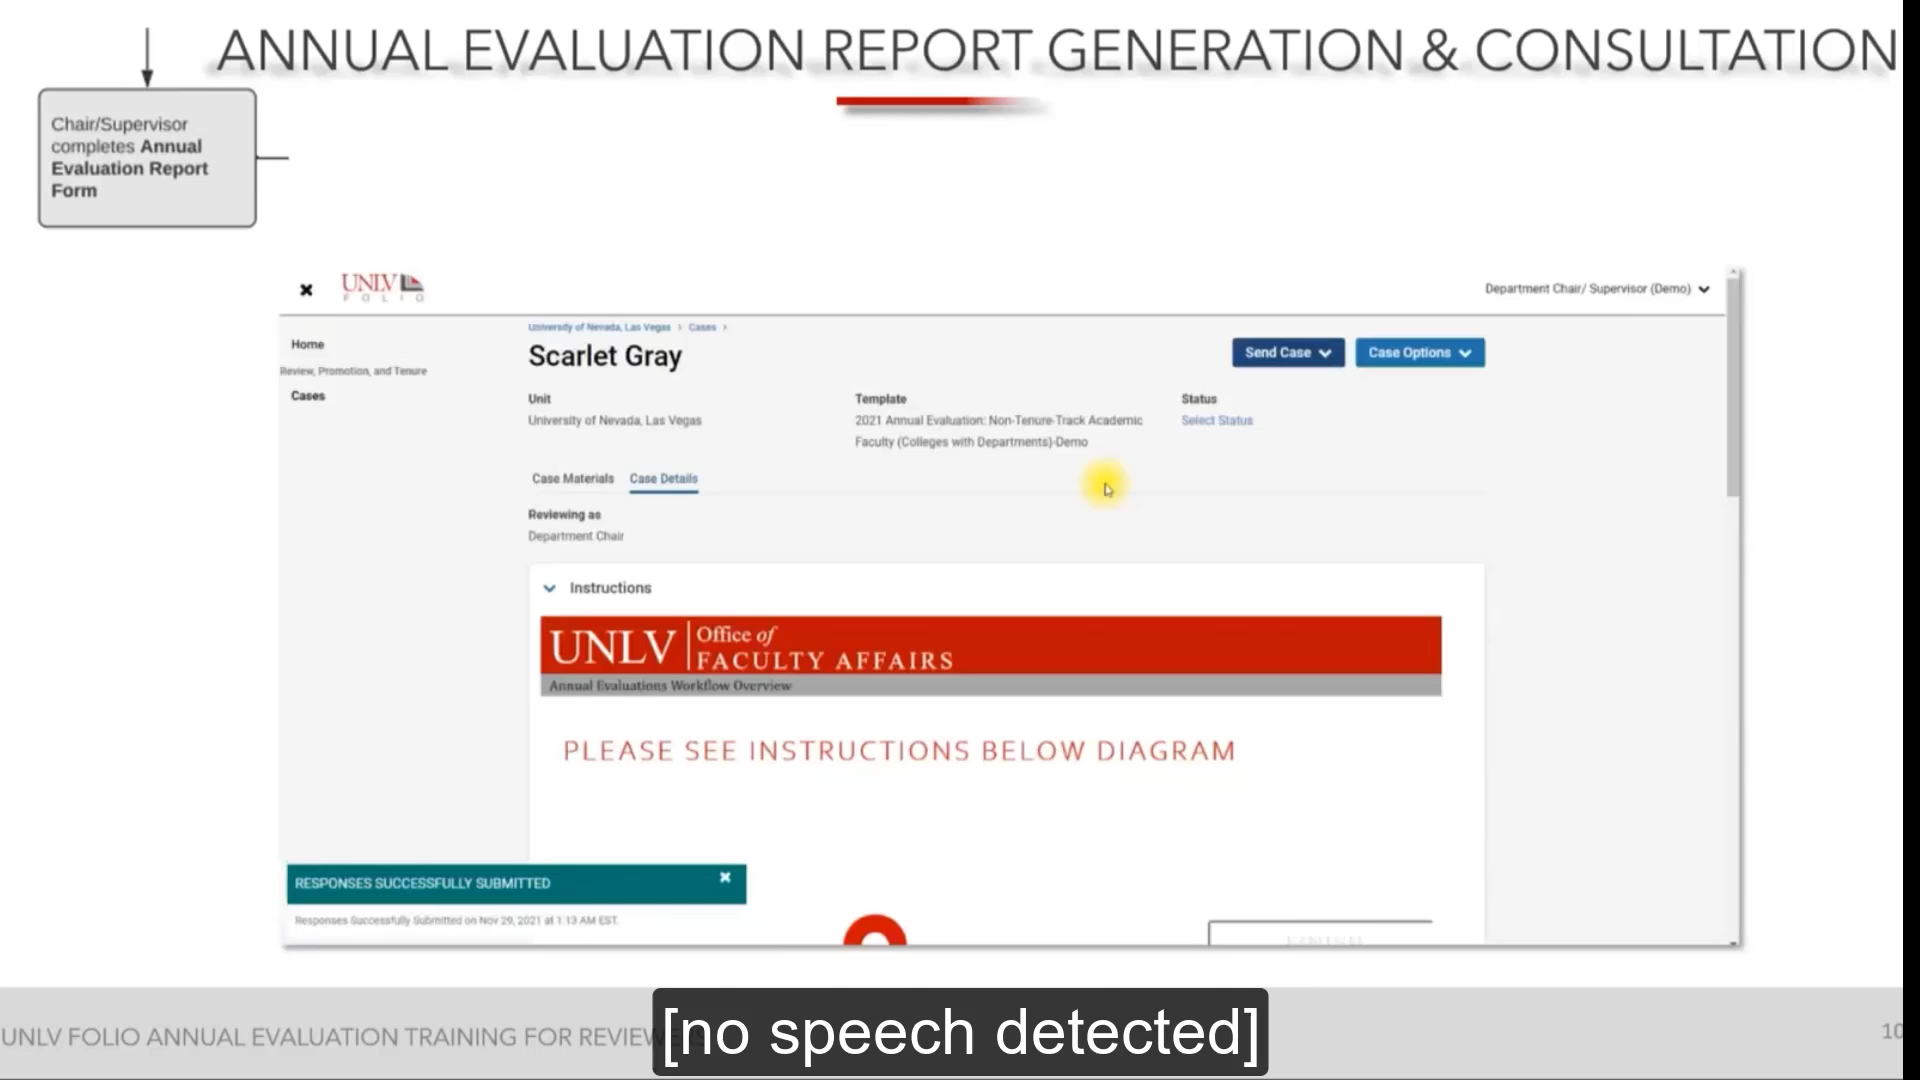 ANNUAL EVALUATION REPORT GENERATION & CONSULTATION
Chair/Supervisor
completes Annual
Evaluation Report
Form
UNLV
FOLIO
Department Chair/ Supervisor (Demo)
Home
Review, Promotion, and Tenure
Cases
University of Nevada, Las Vegas > Cases >
Scarlet Gray
Send Case
Case Options
Unit
University of Nevada, Las Vegas
Template
2021 Annual Evaluation: Non-Tenure-Track Academic
Faculty (Colleges with Departments)-Demo
Status
Select Status
Case Materials
Case Details
Reviewing as
Department Chair
Instructions
UNLV
Office of
FACULTY AFFAIRS
Annual Evaluations Workflow Overview
PLEASE SEE INSTRUCTIONS BELOW DIAGRAM
RESPONSES SUCCESSFULLY SUBMITTED
Responses Successfully Submitted on Nov 29, 2021 at 1:13 AM EST.
UNLV FOLIO ANNUAL EVALUATION TRAINING FOR REVIEW
[no speech detected]
10